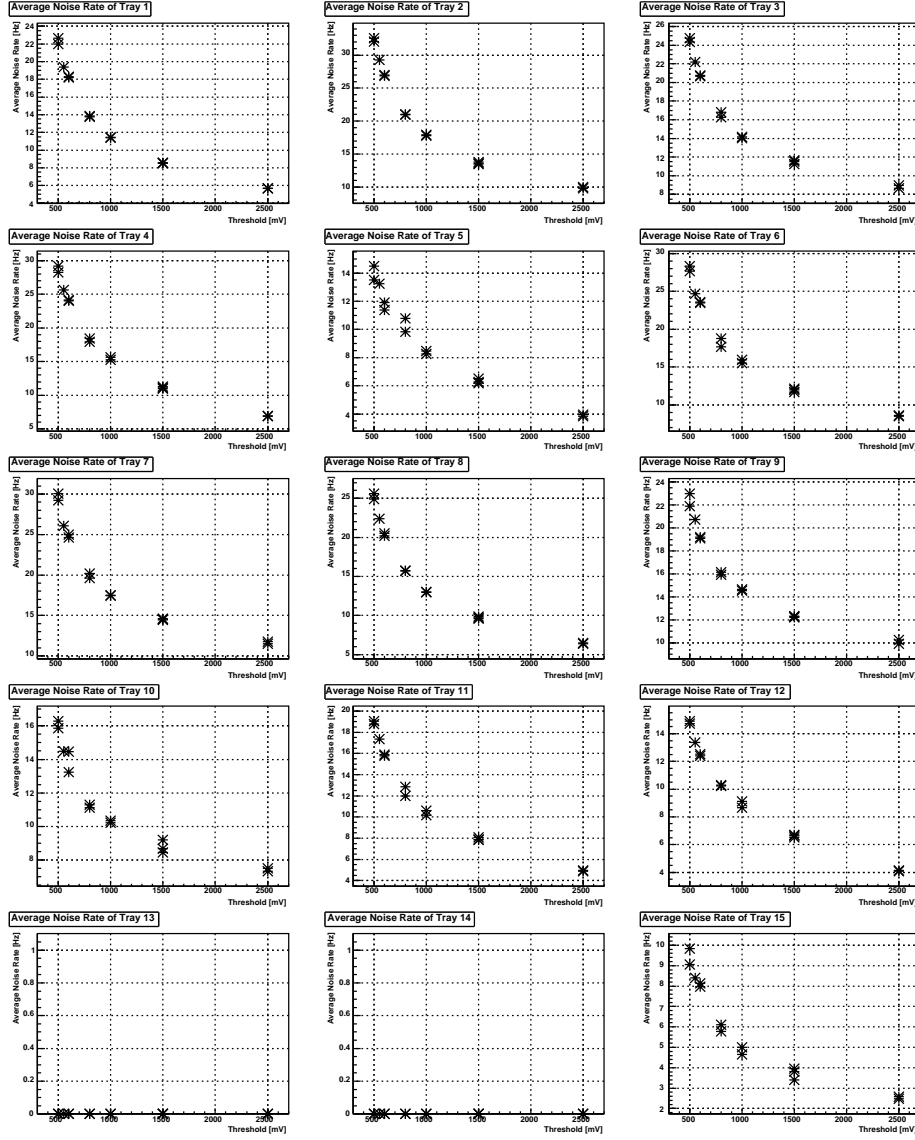 Average Noise Rate of Tray 1
Average Noise Rate [Hz]
24
22
20
18
16
14
12
10
8
6
4
500 1000 1500 2000 2500
Threshold [mV]
Average Noise Rate of Tray 2
Average Noise Rate [Hz]
30
25
20
15
10
500 1000 1500 2000 2500
Threshold [mV]
Average Noise Rate of Tray 3
Average Noise Rate [Hz]
26
24
22
20
18
16
14
12
10
8
500 1000 1500 2000 2500
Threshold [mV]
Average Noise Rate of Tray 4
Average Noise Rate [Hz]
30
25
20
15
10
5
500 1000 1500 2000 2500
Threshold [mV]
Average Noise Rate of Tray 5
Average Noise Rate [Hz]
14
12
10
8
6
4
500 1000 1500 2000 2500
Threshold [mV]
Average Noise Rate of Tray 6
Average Noise Rate [Hz]
30
25
20
15
10
500 1000 1500 2000 2500
Threshold [mV]
Average Noise Rate of Tray 7
Average Noise Rate [Hz]
30
25
20
15
10
500 1000 1500 2000 2500
Threshold [mV]
Average Noise Rate of Tray 8
Average Noise Rate [Hz]
25
20
15
10
5
500 1000 1500 2000 2500
Threshold [mV]
Average Noise Rate of Tray 9
Average Noise Rate [Hz]
24
22
20
18
16
14
12
10
500 1000 1500 2000 2500
Threshold [mV]
Average Noise Rate of Tray 10
Average Noise Rate [Hz]
16
14
12
10
8
500 1000 1500 2000 2500
Threshold [mV]
Average Noise Rate of Tray 11
Average Noise Rate [Hz]
20
18
16
14
12
10
8
6
4
500 1000 1500 2000 2500
Threshold [mV]
Average Noise Rate of Tray 12
Average Noise Rate [Hz]
14
12
10
8
6
4
500 1000 1500 2000 2500
Threshold [mV]
Average Noise Rate of Tray 13
Average Noise Rate [Hz]
1
0.8
0.6
0.4
0.2
0
500 1000 1500 2000 2500
Threshold [mV]
Average Noise Rate of Tray 14
Average Noise Rate [Hz]
1
0.8
0.6
0.4
0.2
0
500 1000 1500 2000 2500
Threshold [mV]
Average Noise Rate of Tray 15
Average Noise Rate [Hz]
10
9
8
7
6
5
4
3
2
500 1000 1500 2000 2500
Threshold [mV]